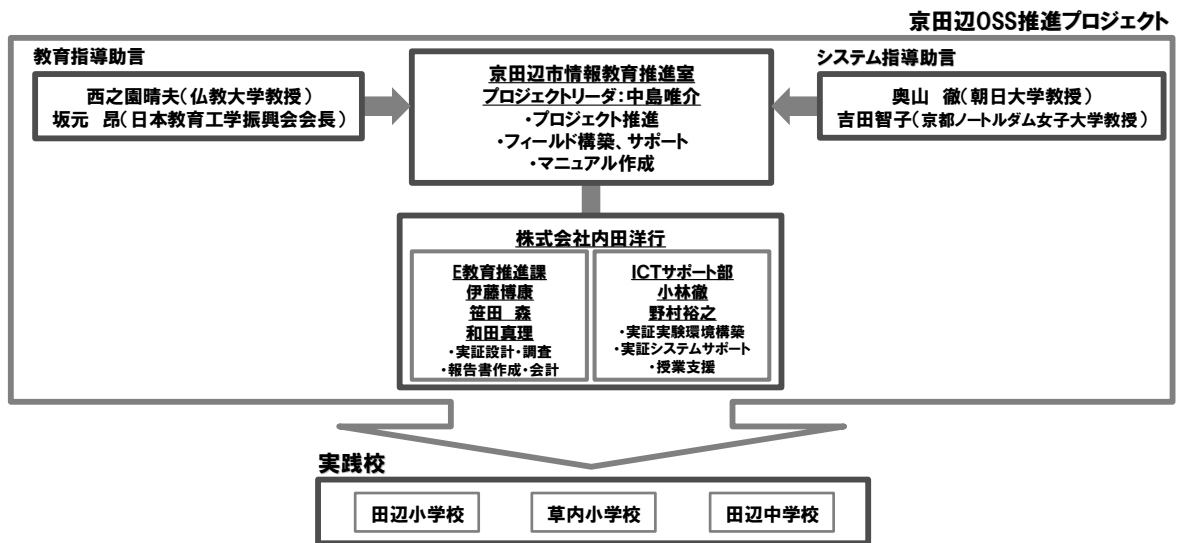 京田辺OSS推進プロジェクト
教育指導助言
西之園晴夫(仏教大学教授)
坂元 昂(日本教育工学振興会会長)
京田辺市情報教育推進室
プロジェクトリーダ:中島唯介
・プロジェクト推進
・フィールド構築、サポート
・マニュアル作成
システム指導助言
奥山 徹(朝日大学教授)
吉田智子(京都ノートルダム女子大学教授)
株式会社内田洋行
E教育推進課
伊藤博康
笹田 森
和田真理
・実証設計・調査
・報告書作成・会計
ICTサポート部
小林徹
野村裕之
・実証実験環境構築
・実証システムサポート
・授業支援
実践校
田辺小学校
草内小学校
田辺中学校